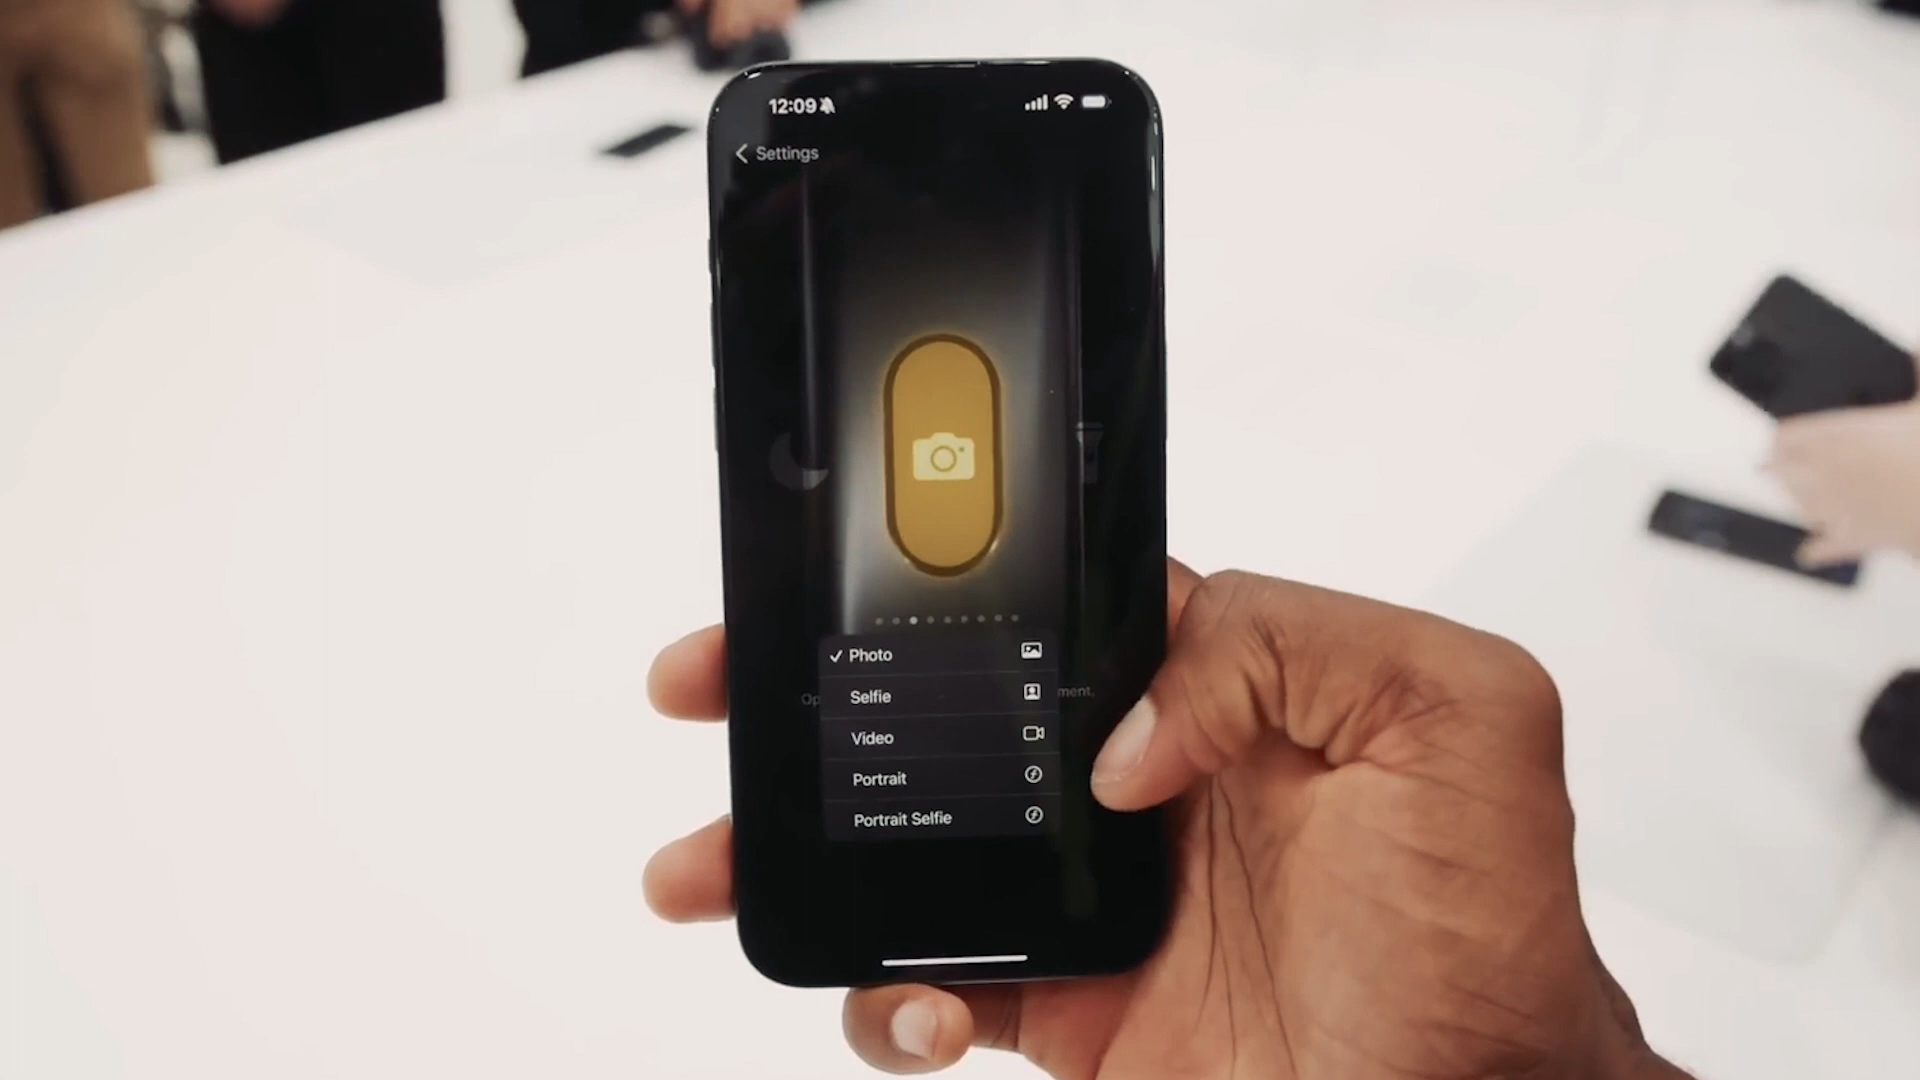 12:09
Settings
Photo
Selfie
Video
Portrait
Portrait Selfie